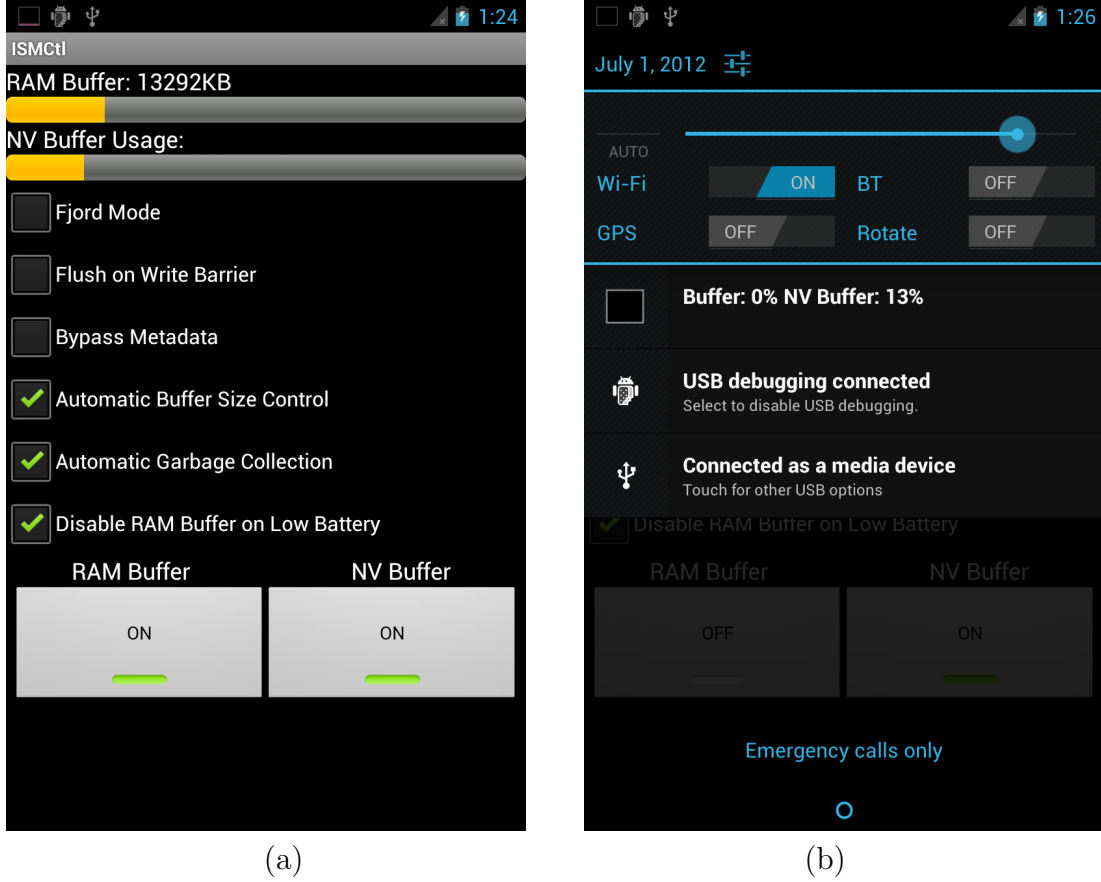 1:24
ISMCtl
RAM Buffer: 13292KB
NV Buffer Usage:
Fjord Mode
Flush on Write Barrier
Bypass Metadata
Automatic Buffer Size Control
Automatic Garbage Collection
Disable RAM Buffer on Low Battery
RAM Buffer NV Buffer
ON ON
(a)
1:26
July 1, 2012
AUTO
Wi-Fi ON BT OFF
GPS OFF Rotate OFF
Buffer: 0% NV Buffer: 13%
USB debugging connected
Select to disable USB debugging.
Connected as a media device
Touch for other USB options
Disable RAM Buffer on Low Battery
RAM Buffer NV Buffer
OFF ON
Emergency calls only
(b)